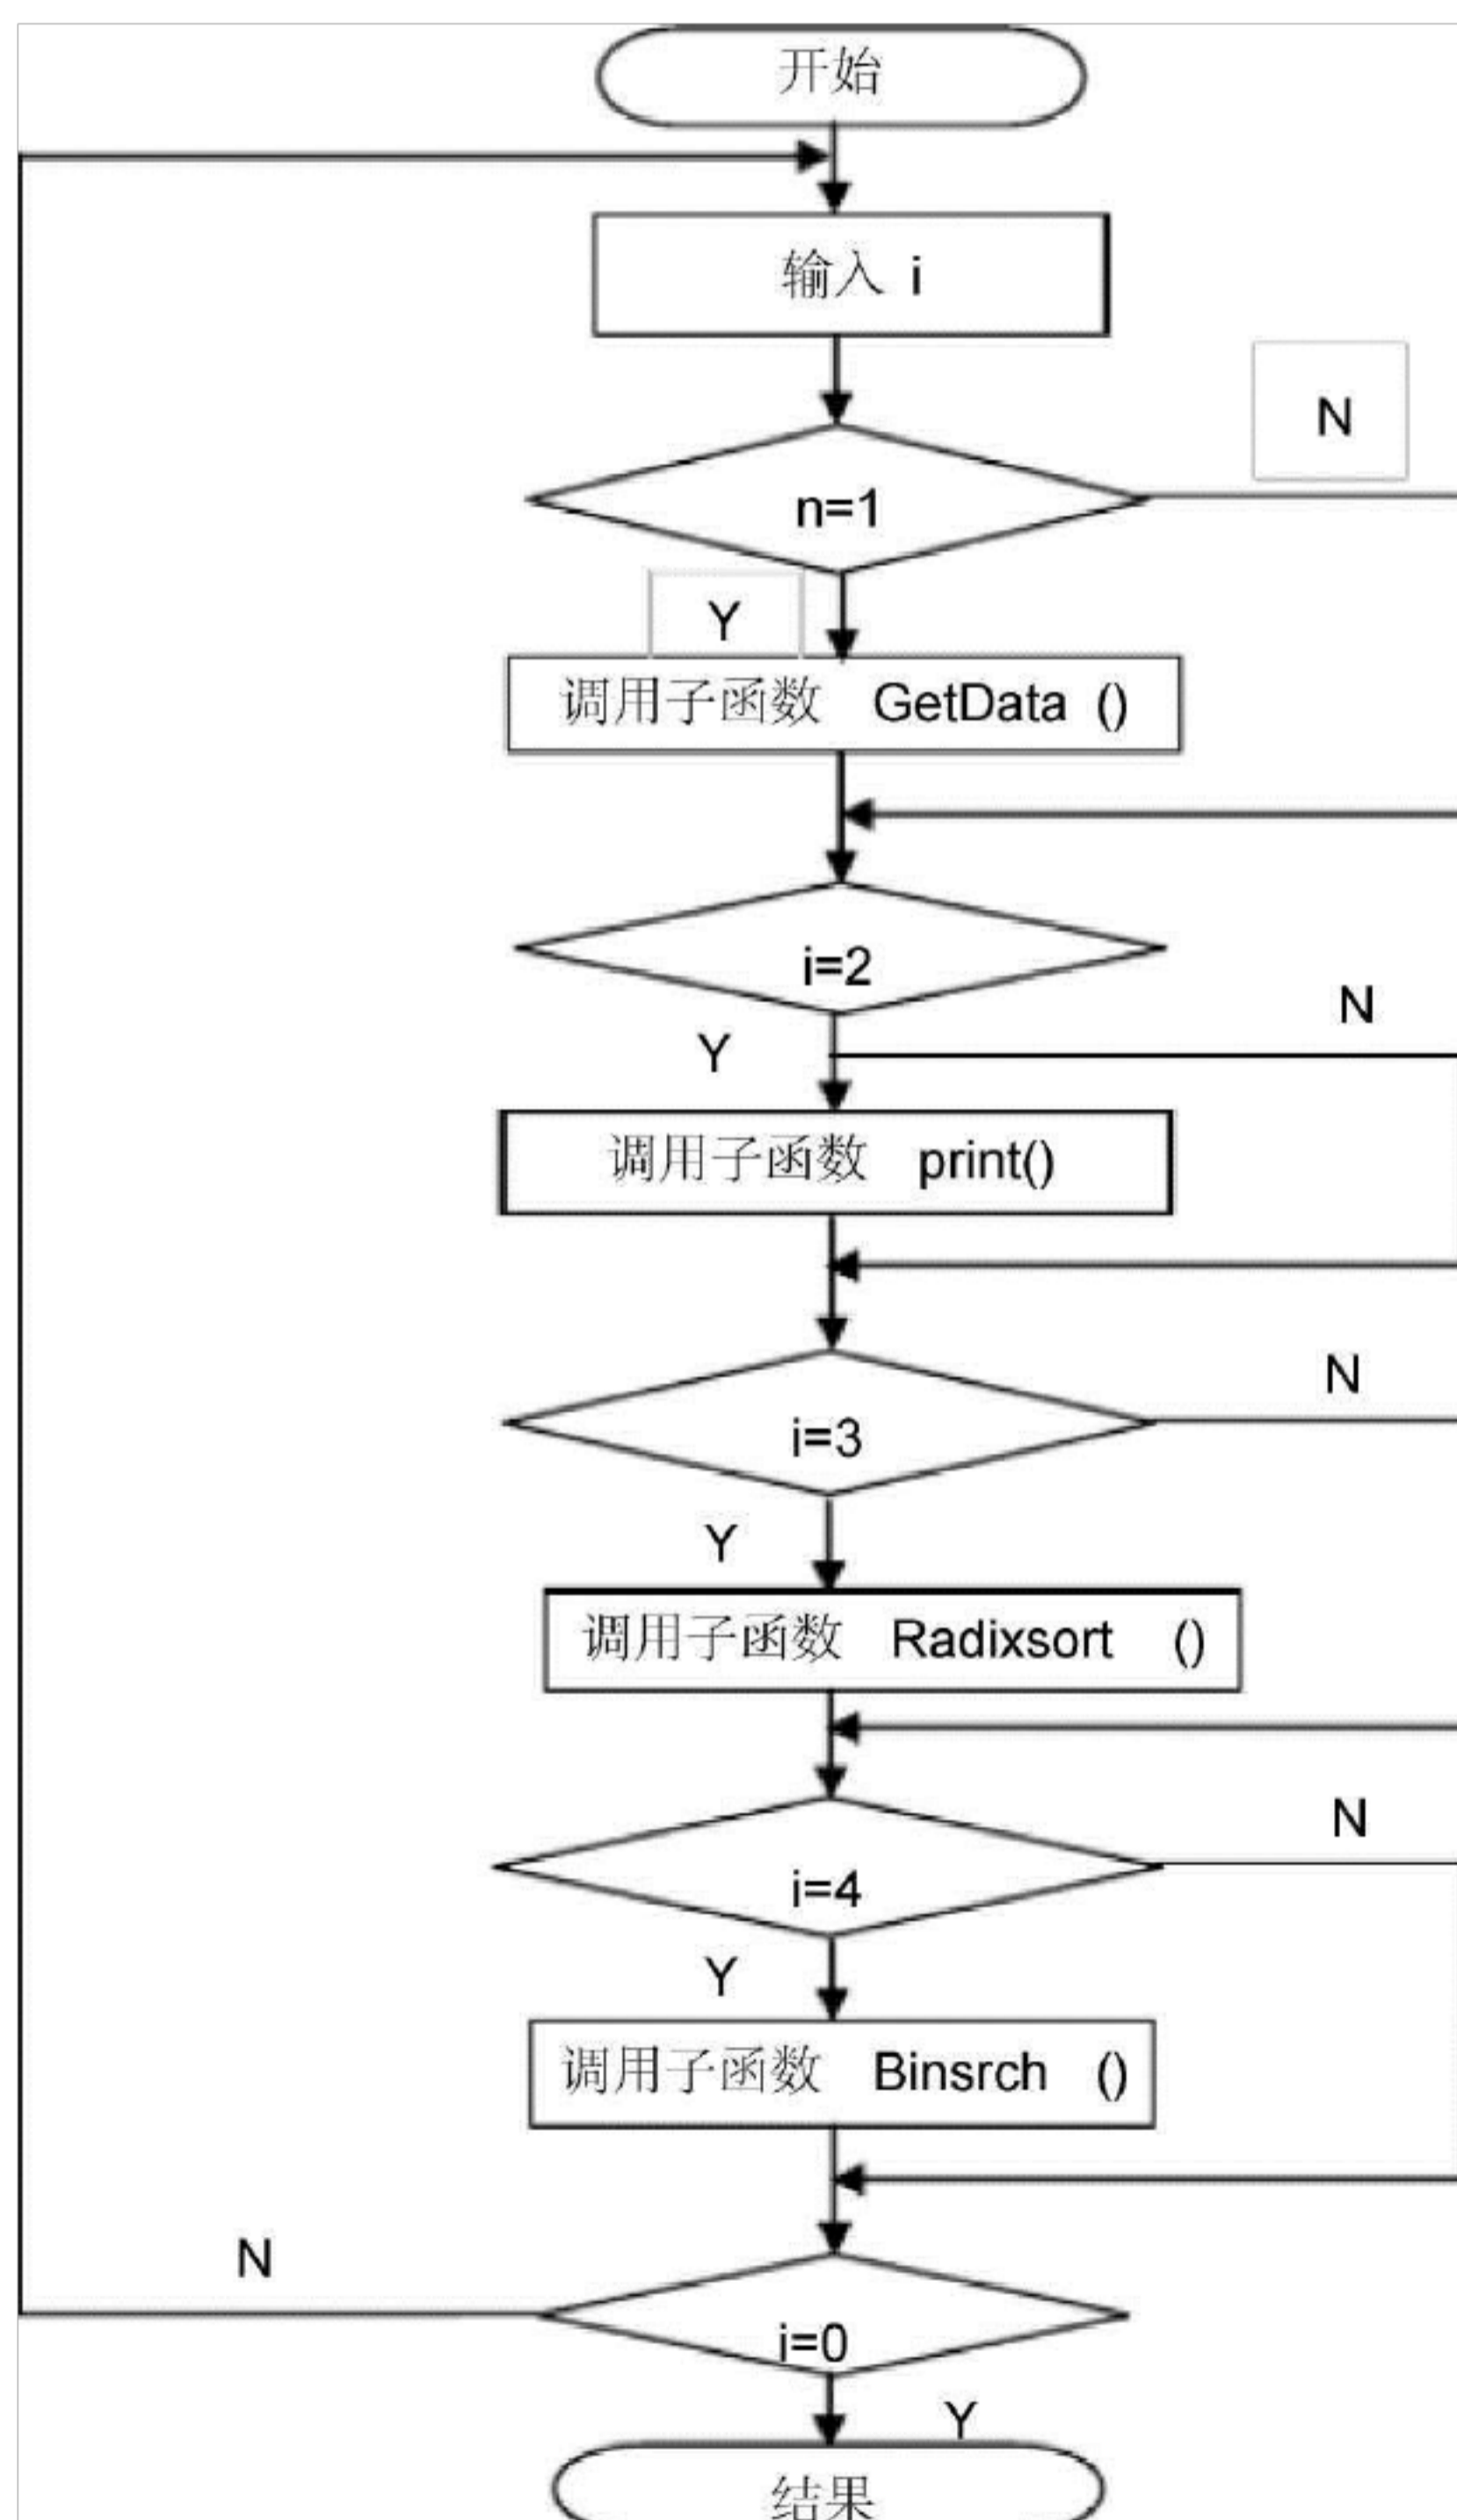 开始
输入 i
N
n=1
Y
调用子函数 GetData ()
i=2
N
Y
调用子函数 print()
N
i=3
Y
调用子函数 Radixsort ()
N
i=4
Y
调用子函数 Binsrch ()
N
i=0
Y
结果